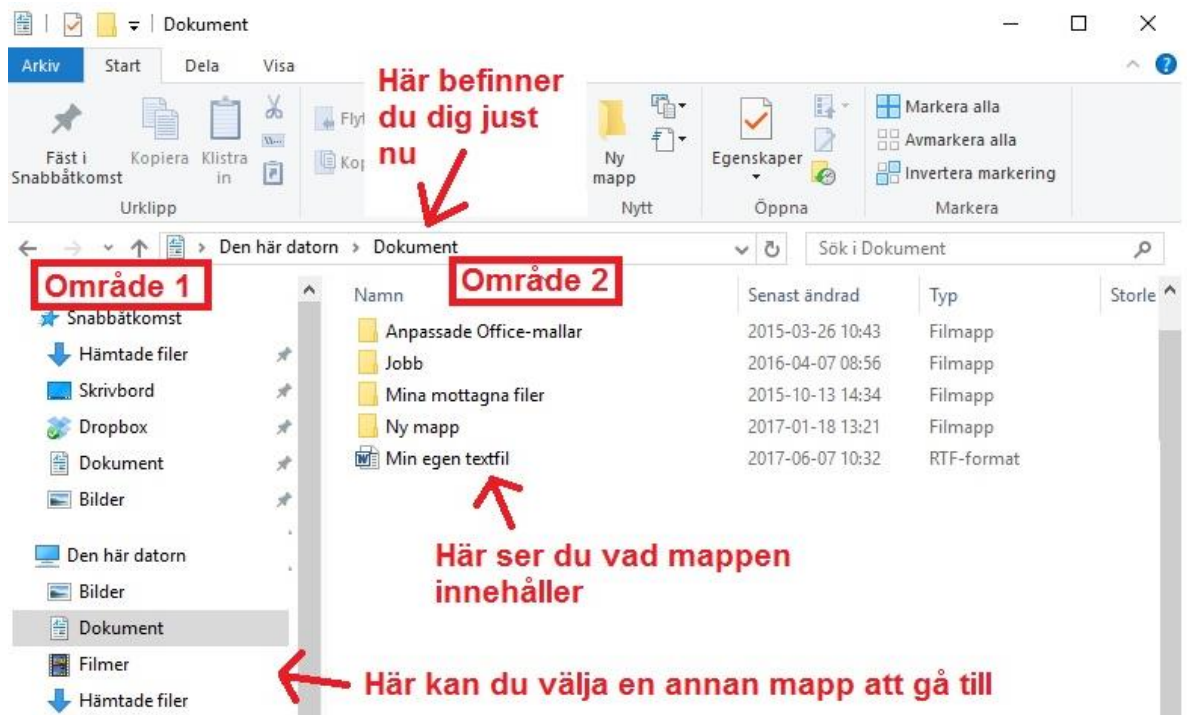 Dokument
Arkiv Start Dela Visa
Här befinner
du dig just
nu
Fäst i
Snabbåtkomst
Kopiera
Klistra
in
Urklipp
Ny
mapp
Nytt
Egenskaper
Öppna
Markera alla
Avmarkera alla
Invertera markering
Markera
Den här datorn > Dokument
Sök i Dokument
Område 1
Område 2
Namn Senast ändrad Typ Storle
Snabbåtkomst
Hämtade filer
Skrivbord
Dropbox
Dokument
Bilder
Den här datorn
Bilder
Dokument
Filmer
Hämtade filer
Anpassade Office-mallar 2015-03-26 10:43 Filmapp
Jobb 2016-04-07 08:56 Filmapp
Mina mottagna filer 2015-10-13 14:34 Filmapp
Ny mapp 2017-01-18 13:21 Filmapp
Min egen textfil 2017-06-07 10:32 RTF-format
Här ser du vad mappen
innehåller
Här kan du välja en annan mapp att gå till